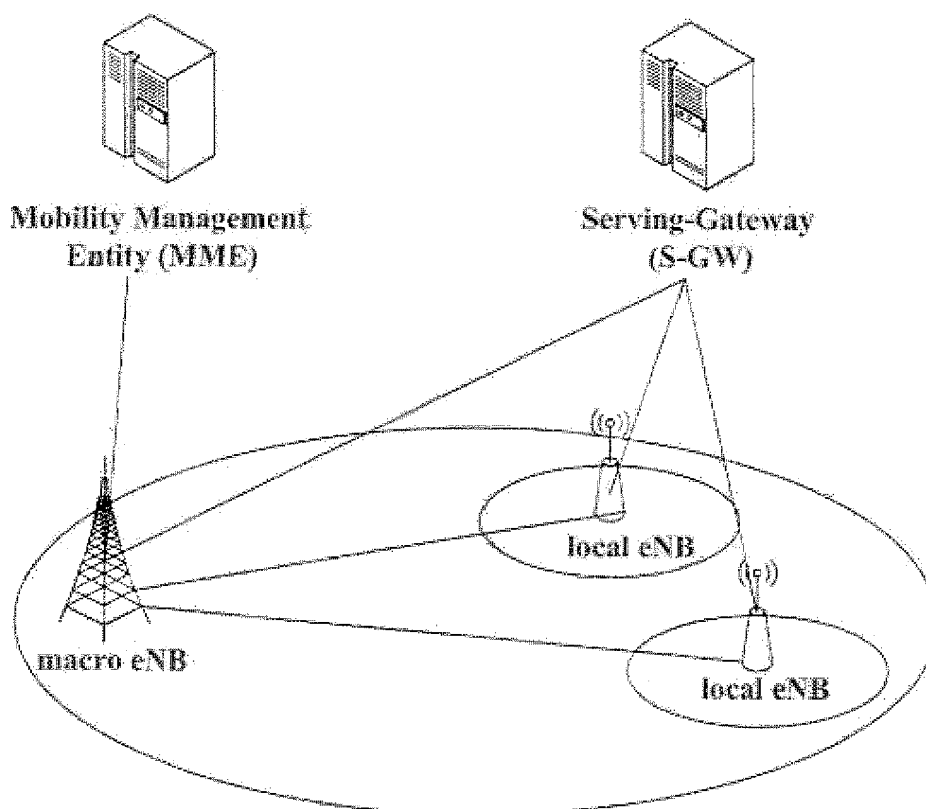 Mobility Management
Entity (MME)
Serving-Gateway
(S-GW)
local eNB
macro eNB
local eNB